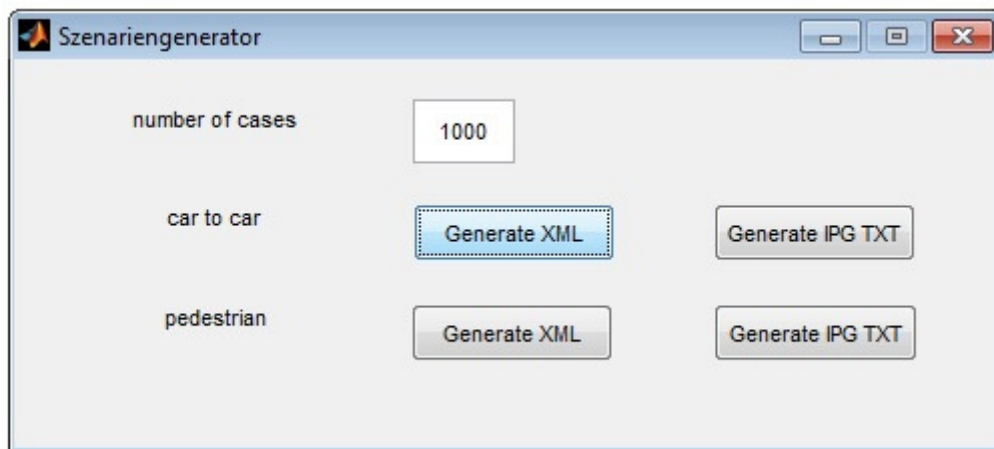 Szenariengenerator
number of cases 1000
car to car Generate XML Generate IPG TXT
pedestrian Generate XML Generate IPG TXT